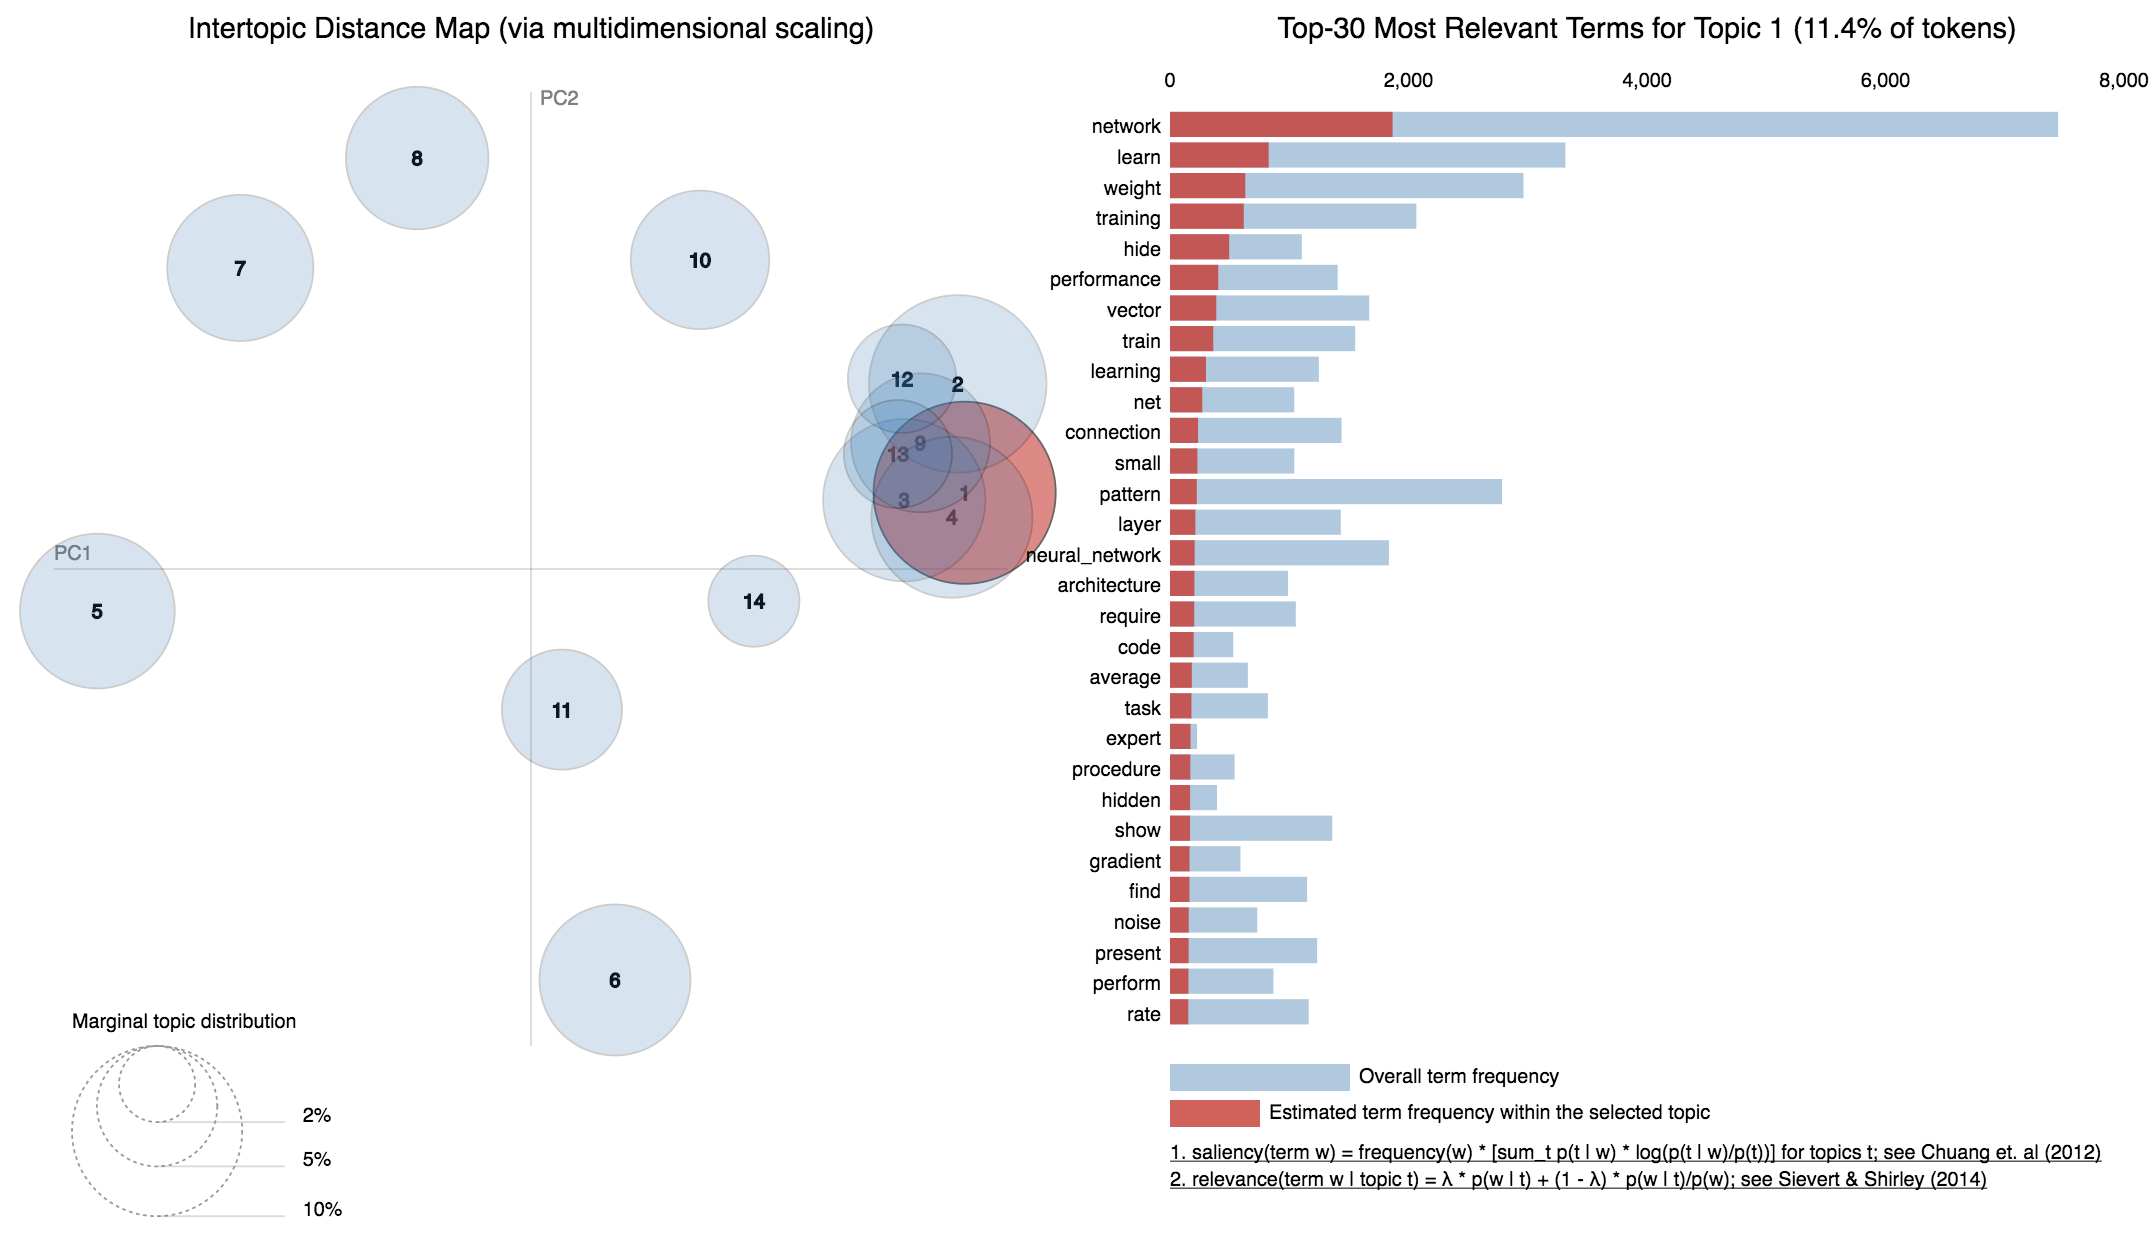 Intertopic Distance Map (via multidimensional scaling)
PC2
8
7
10
12
2
9
13
3
1
4
PC1
5
14
11
6
Marginal topic distribution
2%
5%
10%
Top-30 Most Relevant Terms for Topic 1 (11.4% of tokens)
0 2,000 4,000 6,000 8,000
network
learn
weight
training
hide
performance
vector
train
learning
net
connection
small
pattern
layer
neural_network
architecture
require
code
average
task
expert
procedure
hidden
show
gradient
find
noise
present
perform
rate
Overall term frequency
Estimated term frequency within the selected topic
1. saliency(term w) = frequency(w) * [sum_t p(t | w) * log(p(t | w)/p(t))] for topics t; see Chuang et. al (2012)
2. relevance(term w | topic t) = λ * p(w | t) + (1 - λ) * p(w | t)/p(w); see Sievert & Shirley (2014)